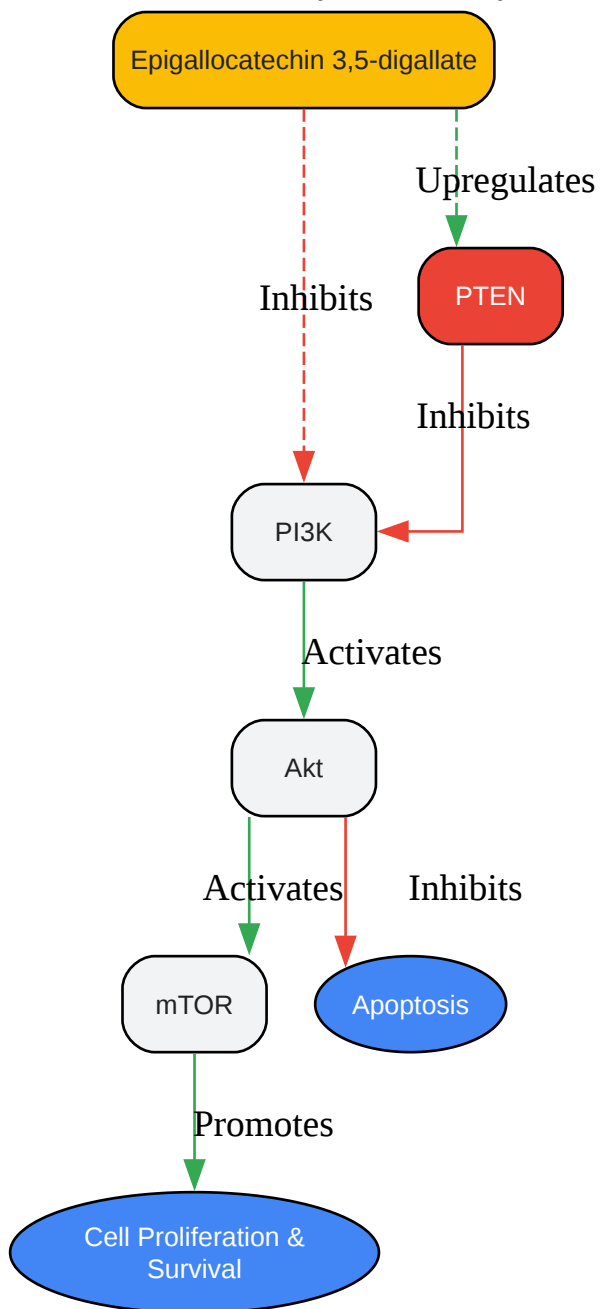 Epigallocatechin 3,5-digallate
Upregulates
PTEN
Inhibits
Inhibits
PI3K
Activates
Akt
Activates
Inhibits
mTOR
Apoptosis
Promotes
Cell Proliferation &
Survival